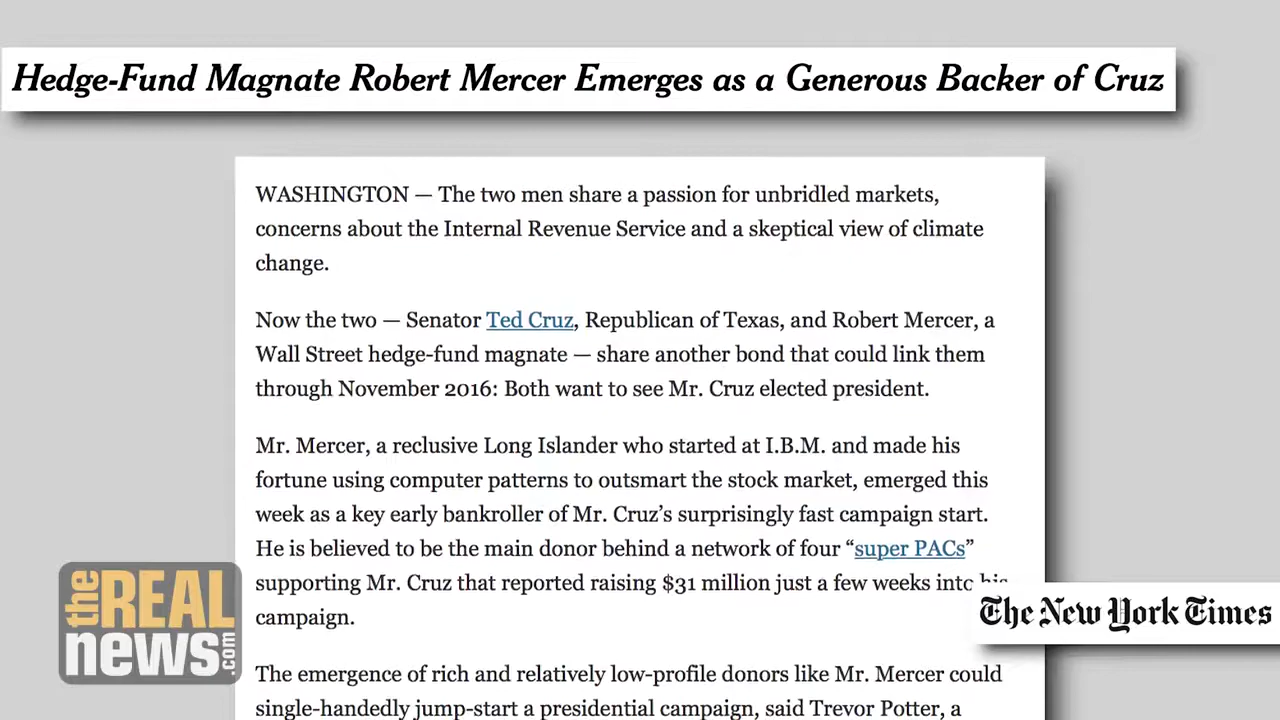 Hedge-Fund Magnate Robert Mercer Emerges as a Generous Backer of Cruz
WASHINGTON — The two men share a passion for unbridled markets,
concerns about the Internal Revenue Service and a skeptical view of climate
change.
Now the two — Senator Ted Cruz, Republican of Texas, and Robert Mercer, a
Wall Street hedge-fund magnate — share another bond that could link them
through November 2016: Both want to see Mr. Cruz elected president.
Mr. Mercer, a reclusive Long Islander who started at I.B.M. and made his
fortune using computer patterns to outsmart the stock market, emerged this
week as a key early bankroller of Mr. Cruz’s surprisingly fast campaign start.
He is believed to be the main donor behind a network of four “super PACs”
supporting Mr. Cruz that reported raising $31 million just a few weeks into his
campaign.
The New York Times
the REAL
news.com
The emergence of rich and relatively low-profile donors like Mr. Mercer could
single-handedly jump-start a presidential campaign, said Trevor Potter, a